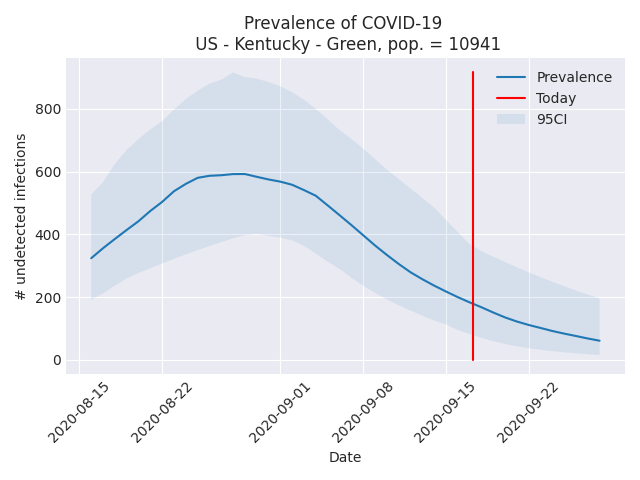 Prevalence of COVID-19
US - Kentucky - Green, pop. = 10941
Prevalence
Today
95CI
# undetected infections
800
600
400
200
0
2020-08-15
2020-08-22
2020-09-01
2020-09-08
2020-09-15
2020-09-22
Date